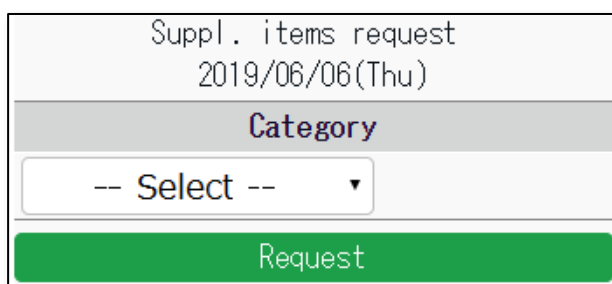 Suppl. items request
2019/06/06(Thu)
Category
-- Select --
Request